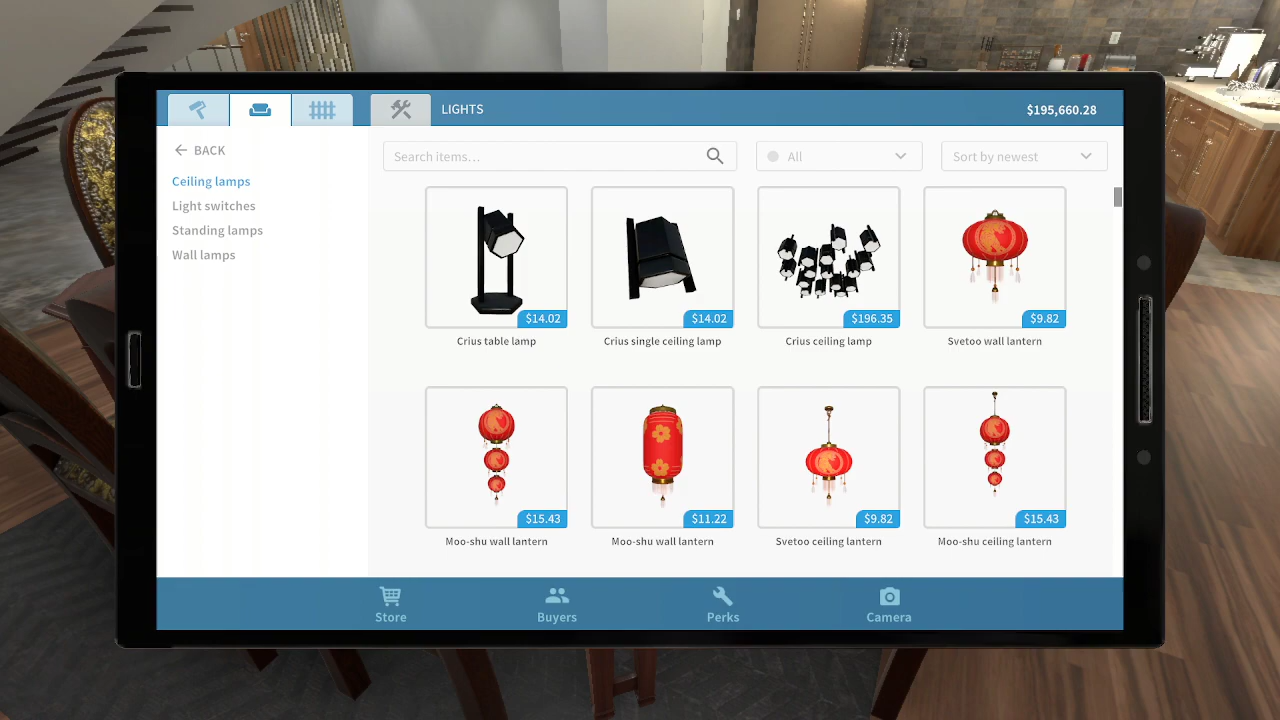 LIGHTS
$195,660.28
BACK
Search items...
All
Sort by newest
Ceiling lamps
Light switches
Standing lamps
Wall lamps
$14.02
$14.02
$196.35
$9.82
Crius table lamp
Crius single ceiling lamp
Crius ceiling lamp
Svetoo wall lantern
$15.43
$11.22
$9.82
$15.43
Moo-shu wall lantern
Moo-shu wall lantern
Svetoo ceiling lantern
Moo-shu ceiling lantern
Store
Buyers
Perks
Camera